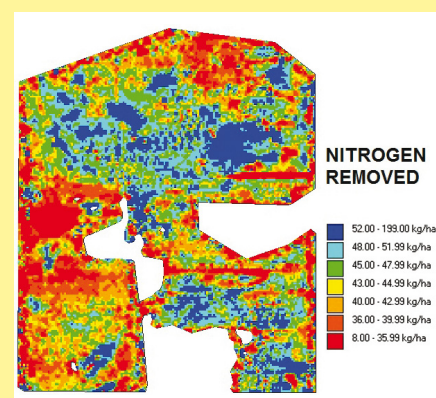 NITROGEN
REMOVED
52.00 - 199.00 kg/ha
48.00 - 51.99 kg/ha
45.00 - 47.99 kg/ha
43.00 - 44.99 kg/ha
40.00 - 42.99 kg/ha
36.00 - 39.99 kg/ha
8.00 - 35.99 kg/ha